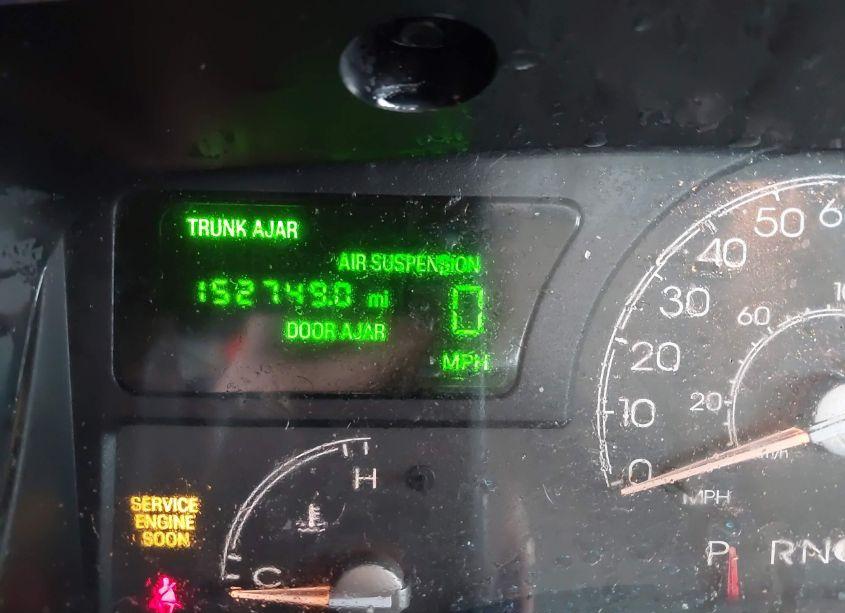 TRUNK AJAR
AIR SUSPENSION
152749.0 mi
0
DOOR AJAR
MPH
50
40
30
20
10
0
MPH
60
20
H
C
SERVICE
ENGINE
SOON
P RN